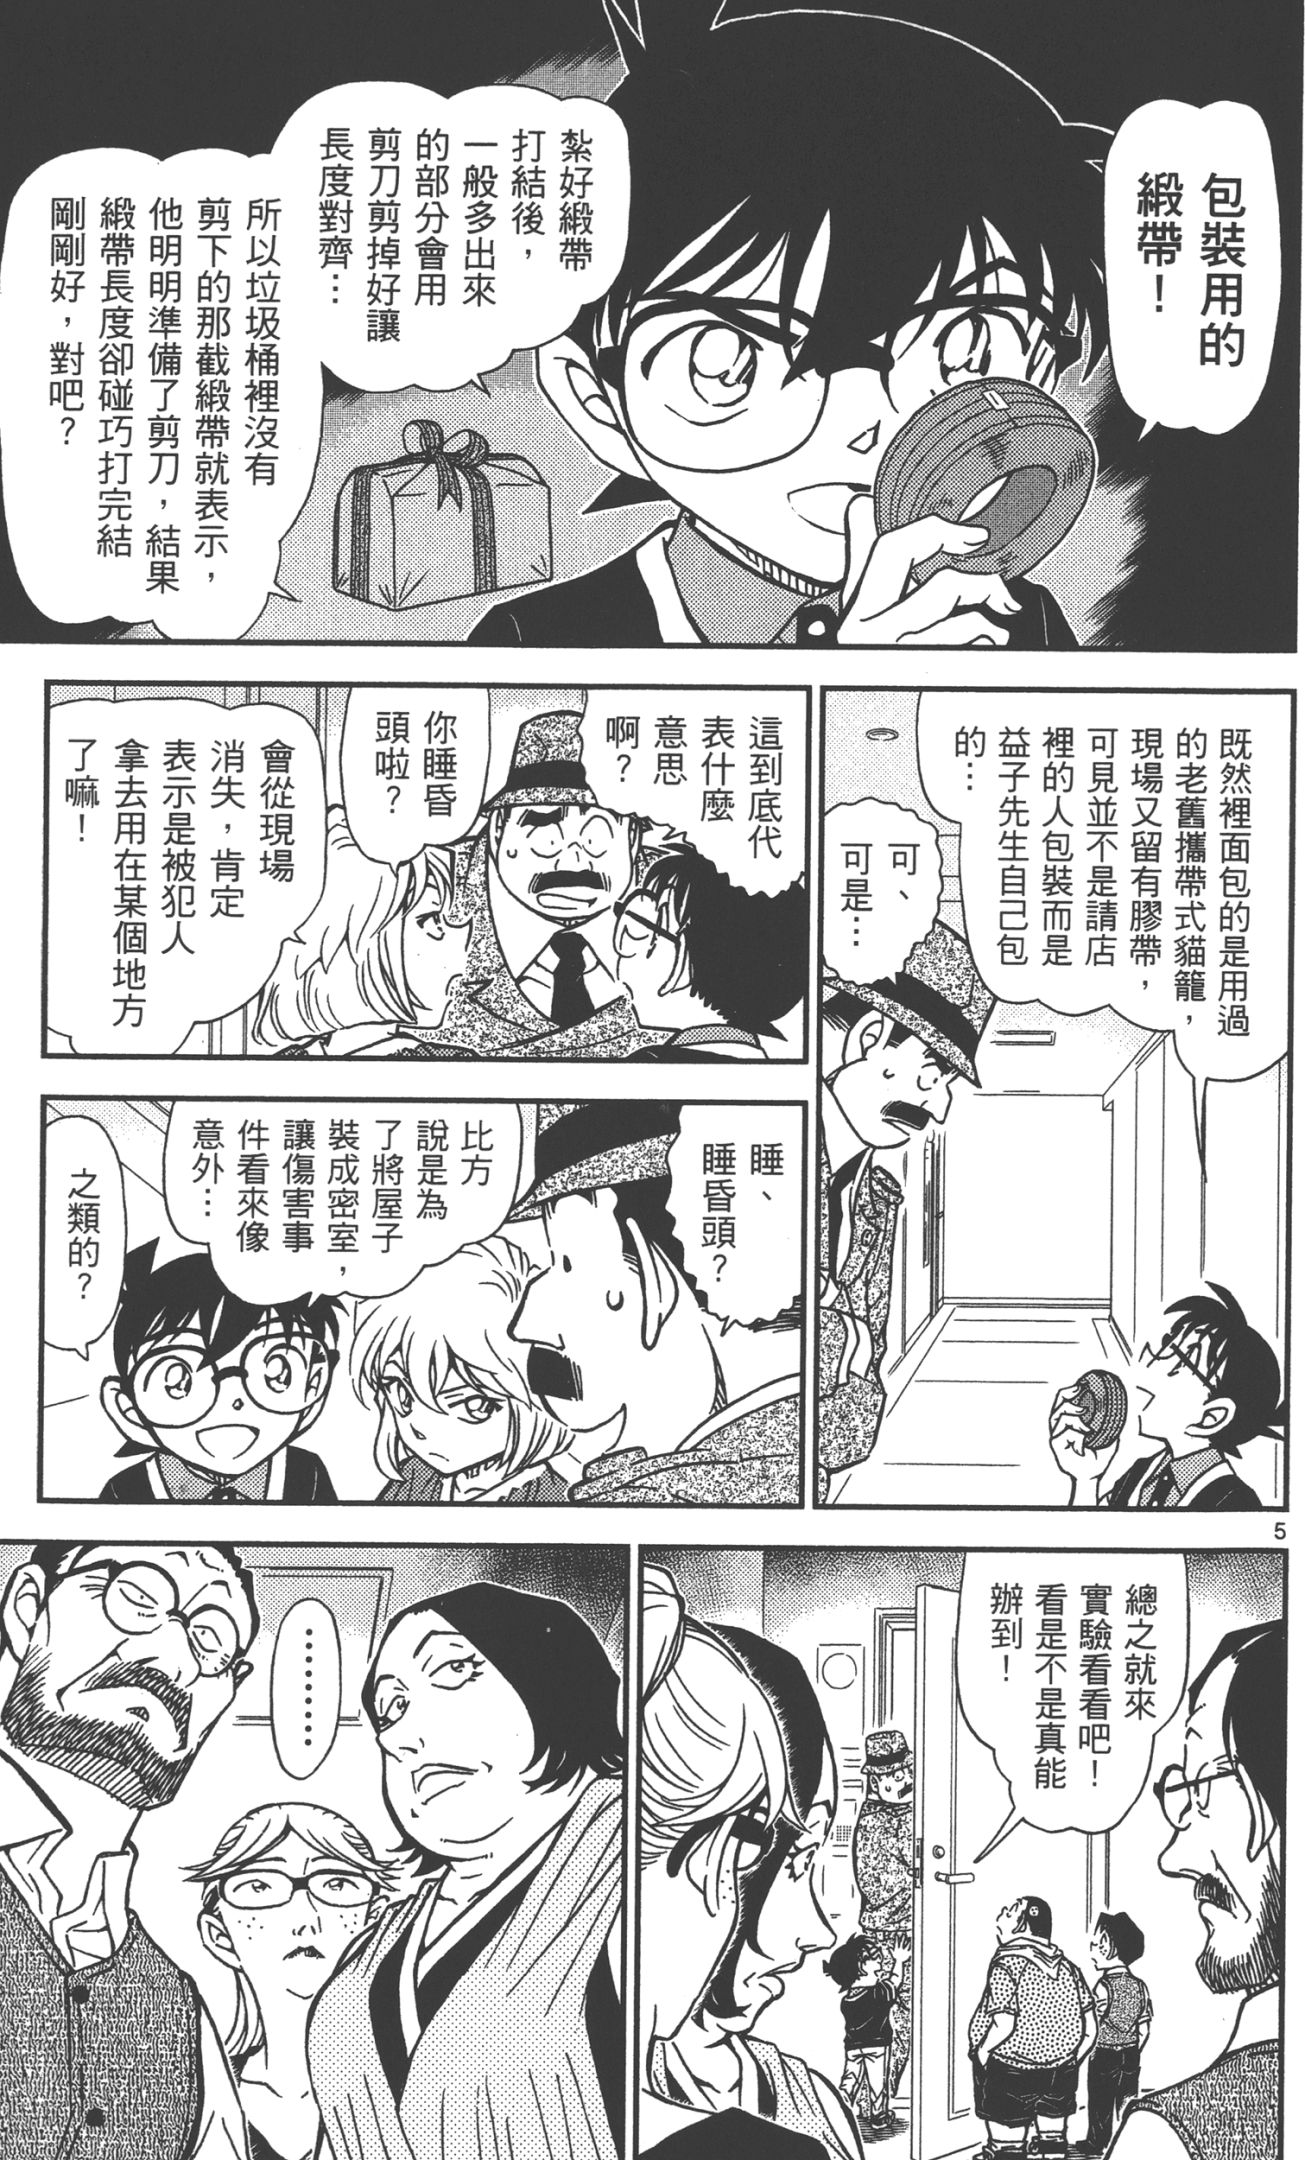 包裝用的
緞帶！
紮好緞帶
打結後，
一般多出來
的部分會用
剪刀剪掉好讓
長度對齊…
所以垃圾桶裡沒有
剪下的那截緞帶就表示，
他明明準備了剪刀，結果
緞帶長度卻碰巧打完結
剛剛好，對吧？
既然裡面包的是用過
的老舊攜帶式貓籠，
現場又留有膠帶，
可見並不是請店
裡的人包裝而是
益子先生自己包
的…
可、
可是…
這到底代
表什麼
意思
啊？
你睡昏
頭啦？
會從現場
消失，肯定
表示是被犯人
拿去用在某個地方
了嘛！
睡、
睡昏頭？
比方
說是為
了將屋子
裝成密室，
讓傷害事
件看來像
意外…
之類的？
5
總之就來
實驗看看吧！
看是不是真能
辦到！
………